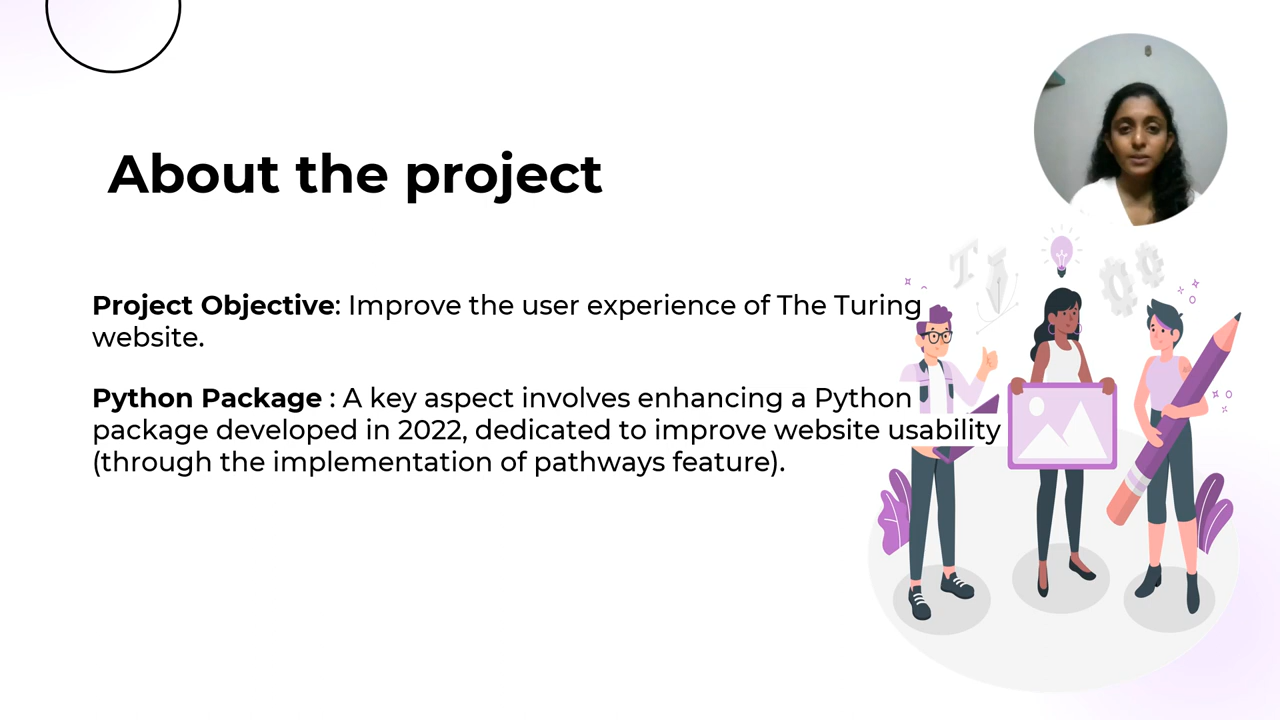 About the project
Project Objective: Improve the user experience of The Turing
website.
Python Package : A key aspect involves enhancing a Python
package developed in 2022, dedicated to improve website usability
(through the implementation of pathways feature).